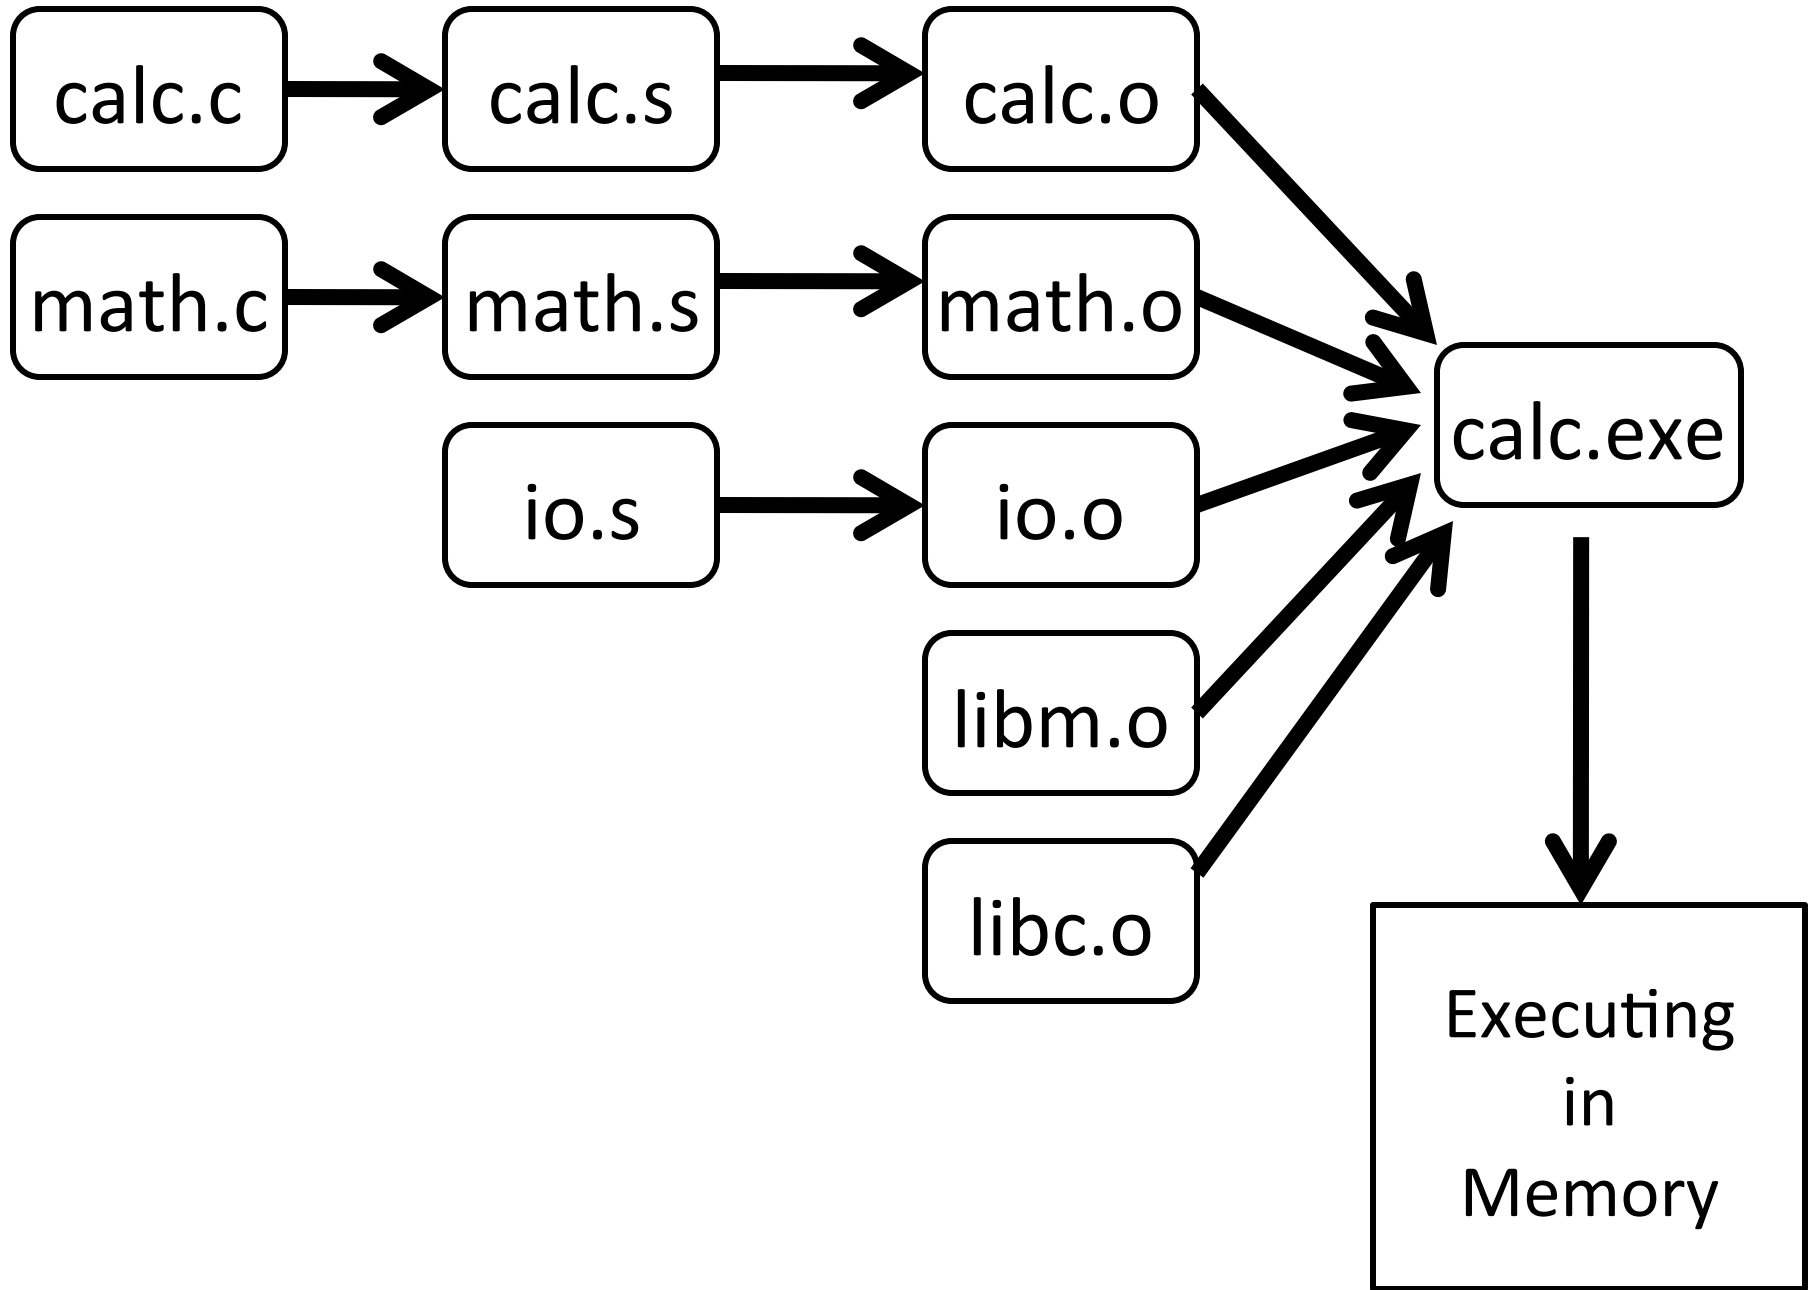 calc.c
calc.s
calc.o
math.c
math.s
math.o
calc.exe
io.s
io.o
libm.o
libc.o
Executing
in
Memory